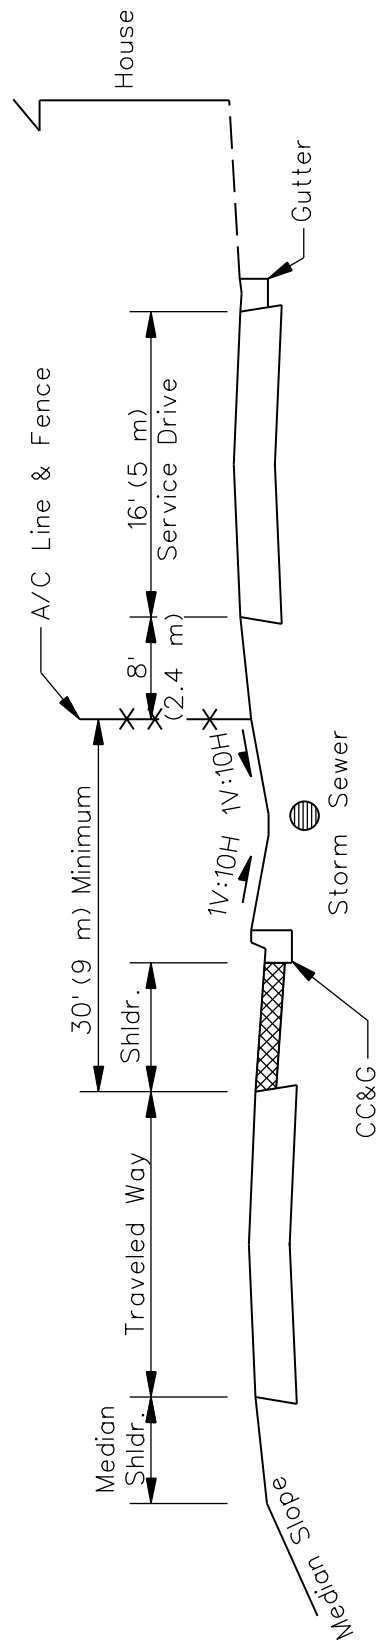 House
Gutter
A/C Line & Fence
16' (5 m)
Service Drive
8'
(2.4 m)
30' (9 m) Minimum
1V:10H
1V:10H
Storm Sewer
Shldr.
CC&G
Traveled Way
Median
Shldr.
Median Slope